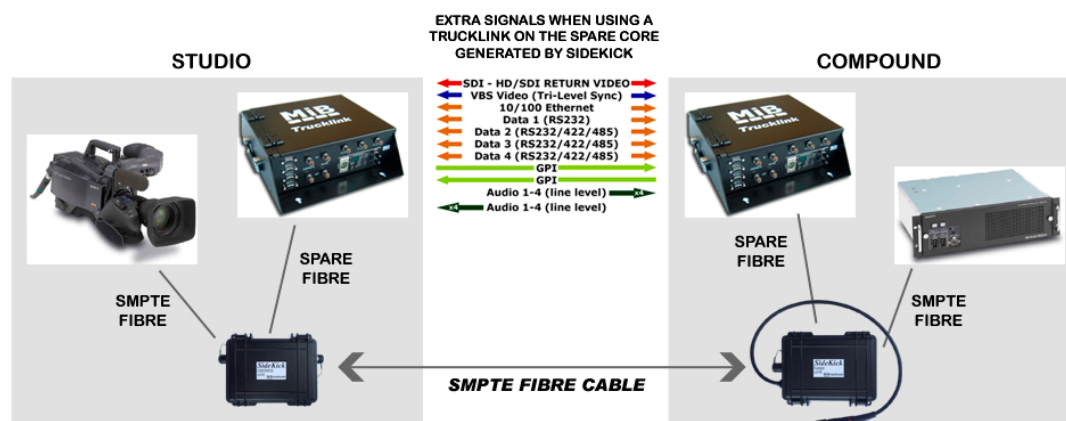 EXTRA SIGNALS WHEN USING A
TRUCKLINK ON THE SPARE CORE
GENERATED BY SIDEKICK
STUDIO
COMPOUND
SDI - HD/SDI RETURN VIDEO
VBS Video (Tri-Level Sync)
10/100 Ethernet
Data 1 (RS232)
Data 2 (RS232/422/485)
Data 3 (RS232/422/485)
Data 4 (RS232/422/485)
GPI
GPI
Audio 1-4 (line level) x4
x4 Audio 1-4 (line level)
MiB
Trucklink
MiB
Trucklink
SPARE
FIBRE
SMPTE
FIBRE
SPARE
FIBRE
SMPTE
FIBRE
SideKick
SideKick
SMPTE FIBRE CABLE